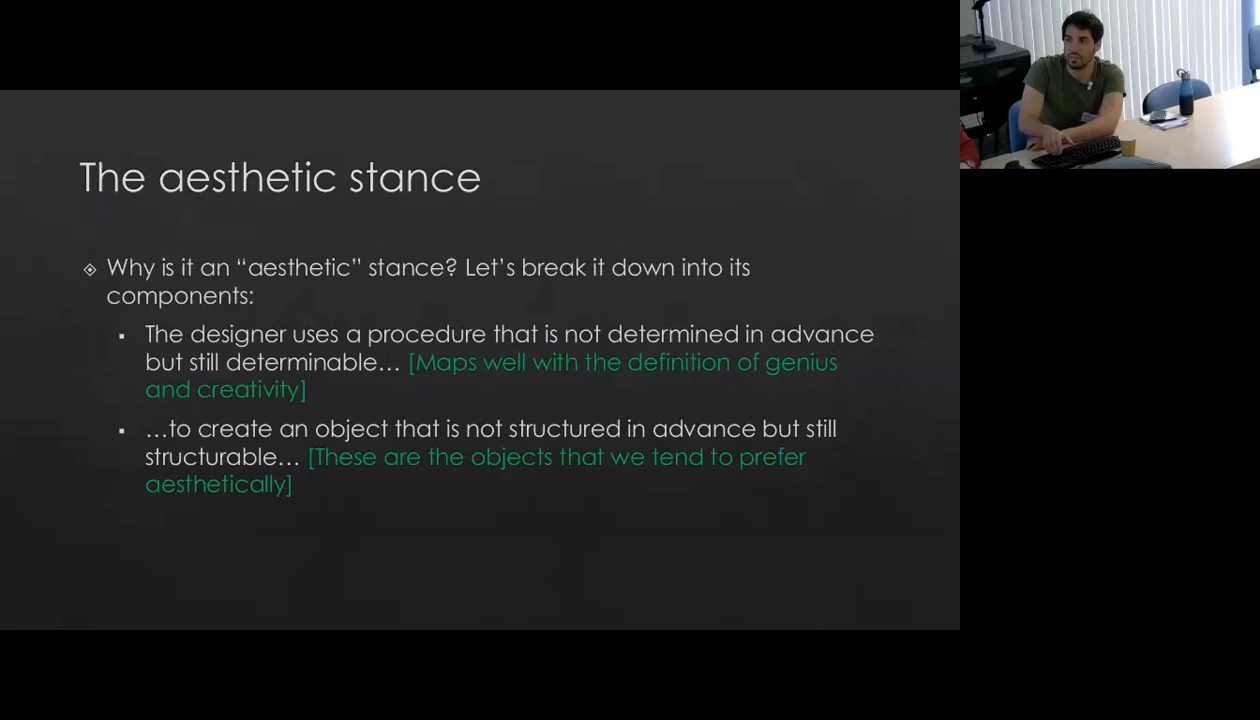 The aesthetic stance
Why is it an “aesthetic” stance? Let’s break it down into its
components:
The designer uses a procedure that is not determined in advance
but still determinable… [Maps well with the definition of genius
and creativity]
…to create an object that is not structured in advance but still
structurable… [These are the objects that we tend to prefer
aesthetically]